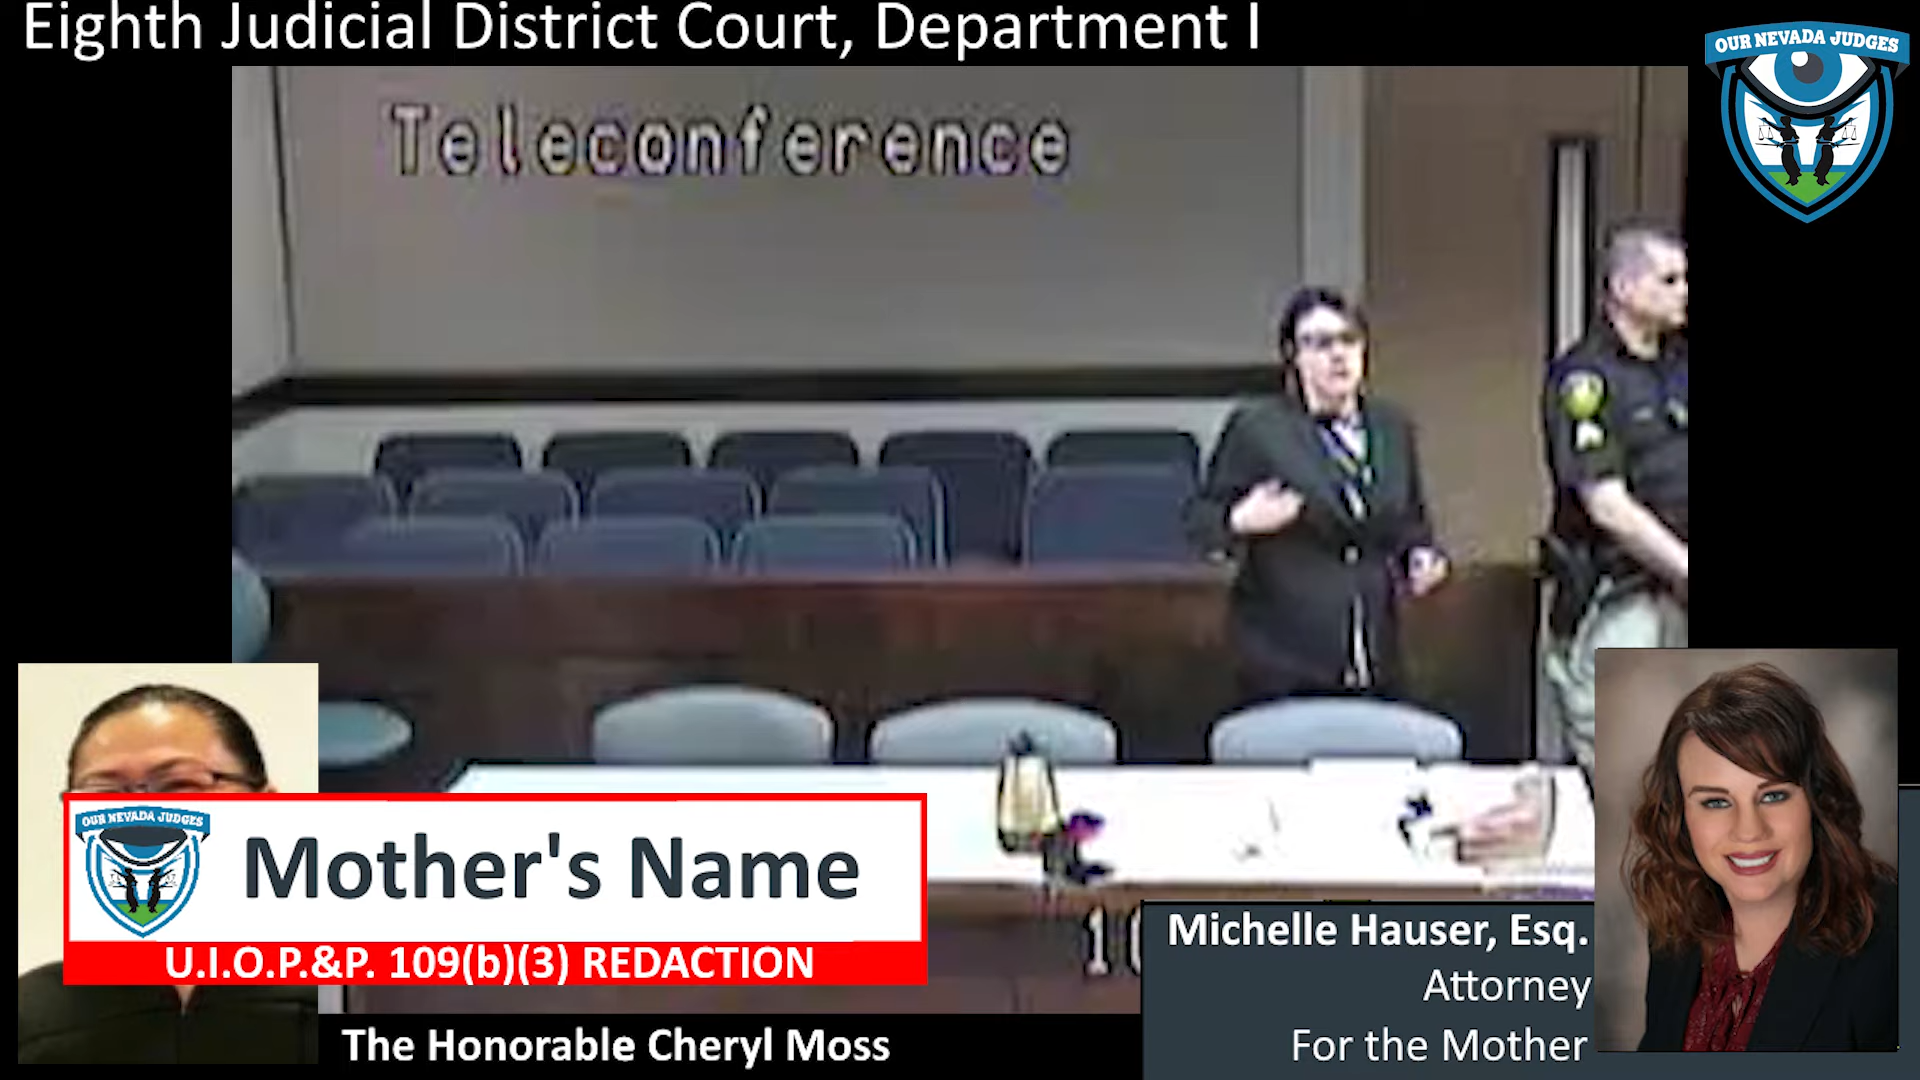 Eighth Judicial District Court, Department I
OUR NEVADA JUDGES
Teleconference
OUR NEVADA JUDGES
Mother's Name
U.I.O.P.&P. 109(b)(3) REDACTION
10
Michelle Hauser, Esq.
Attorney
For the Mother
The Honorable Cheryl Moss